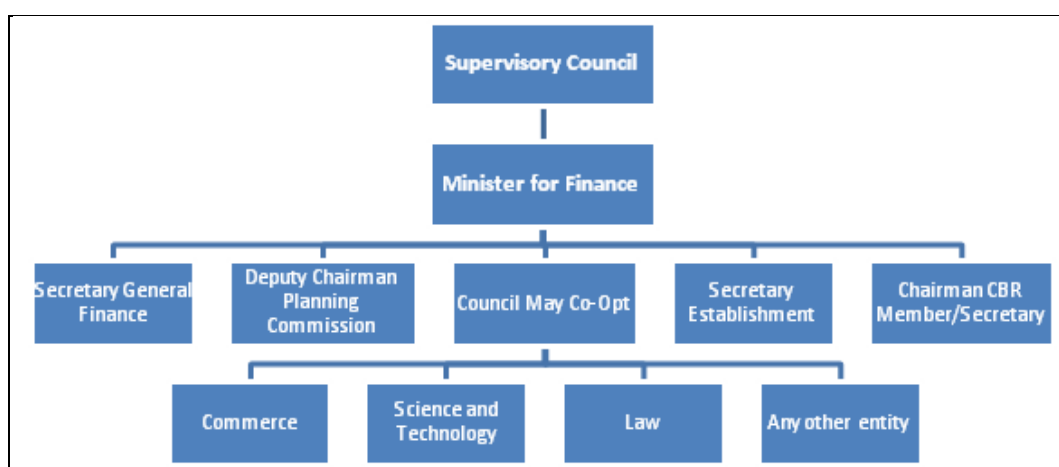 Supervisory Council
Minister for Finance
Secretary General
Finance
Deputy Chairman
Planning
Commission
Council May Co-Opt
Secretary
Establishment
Chairman CBR
Member/Secretary
Commerce
Science and
Technology
Law
Any other entity